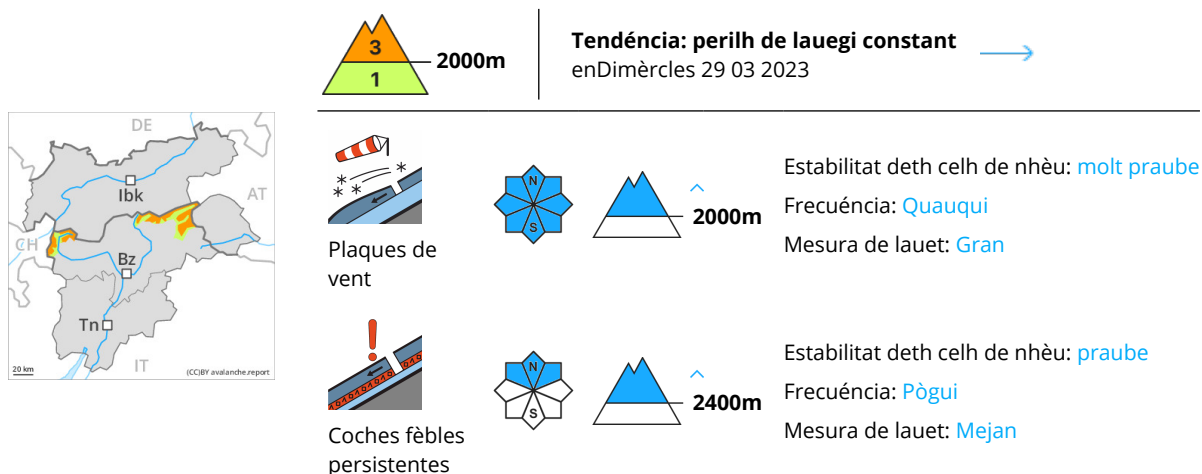 3
1
2000m
Tendéncia: perilh de lauegi constant
enDimèrcles 29 03 2023
DE
Ibk
AT
CH
Bz
Tn
IT
20 km
(CC)BY avalanche.report
N
S
2000m
Plaques de
vent
Estabilitat deth celh de nhèu: molt praube
Frecuéncia: Quauqui
Mesura de lauet: Gran
N
S
2400m
Coches fèbles
persistentes
Estabilitat deth celh de nhèu: praube
Frecuéncia: Pògui
Mesura de lauet: Mejan